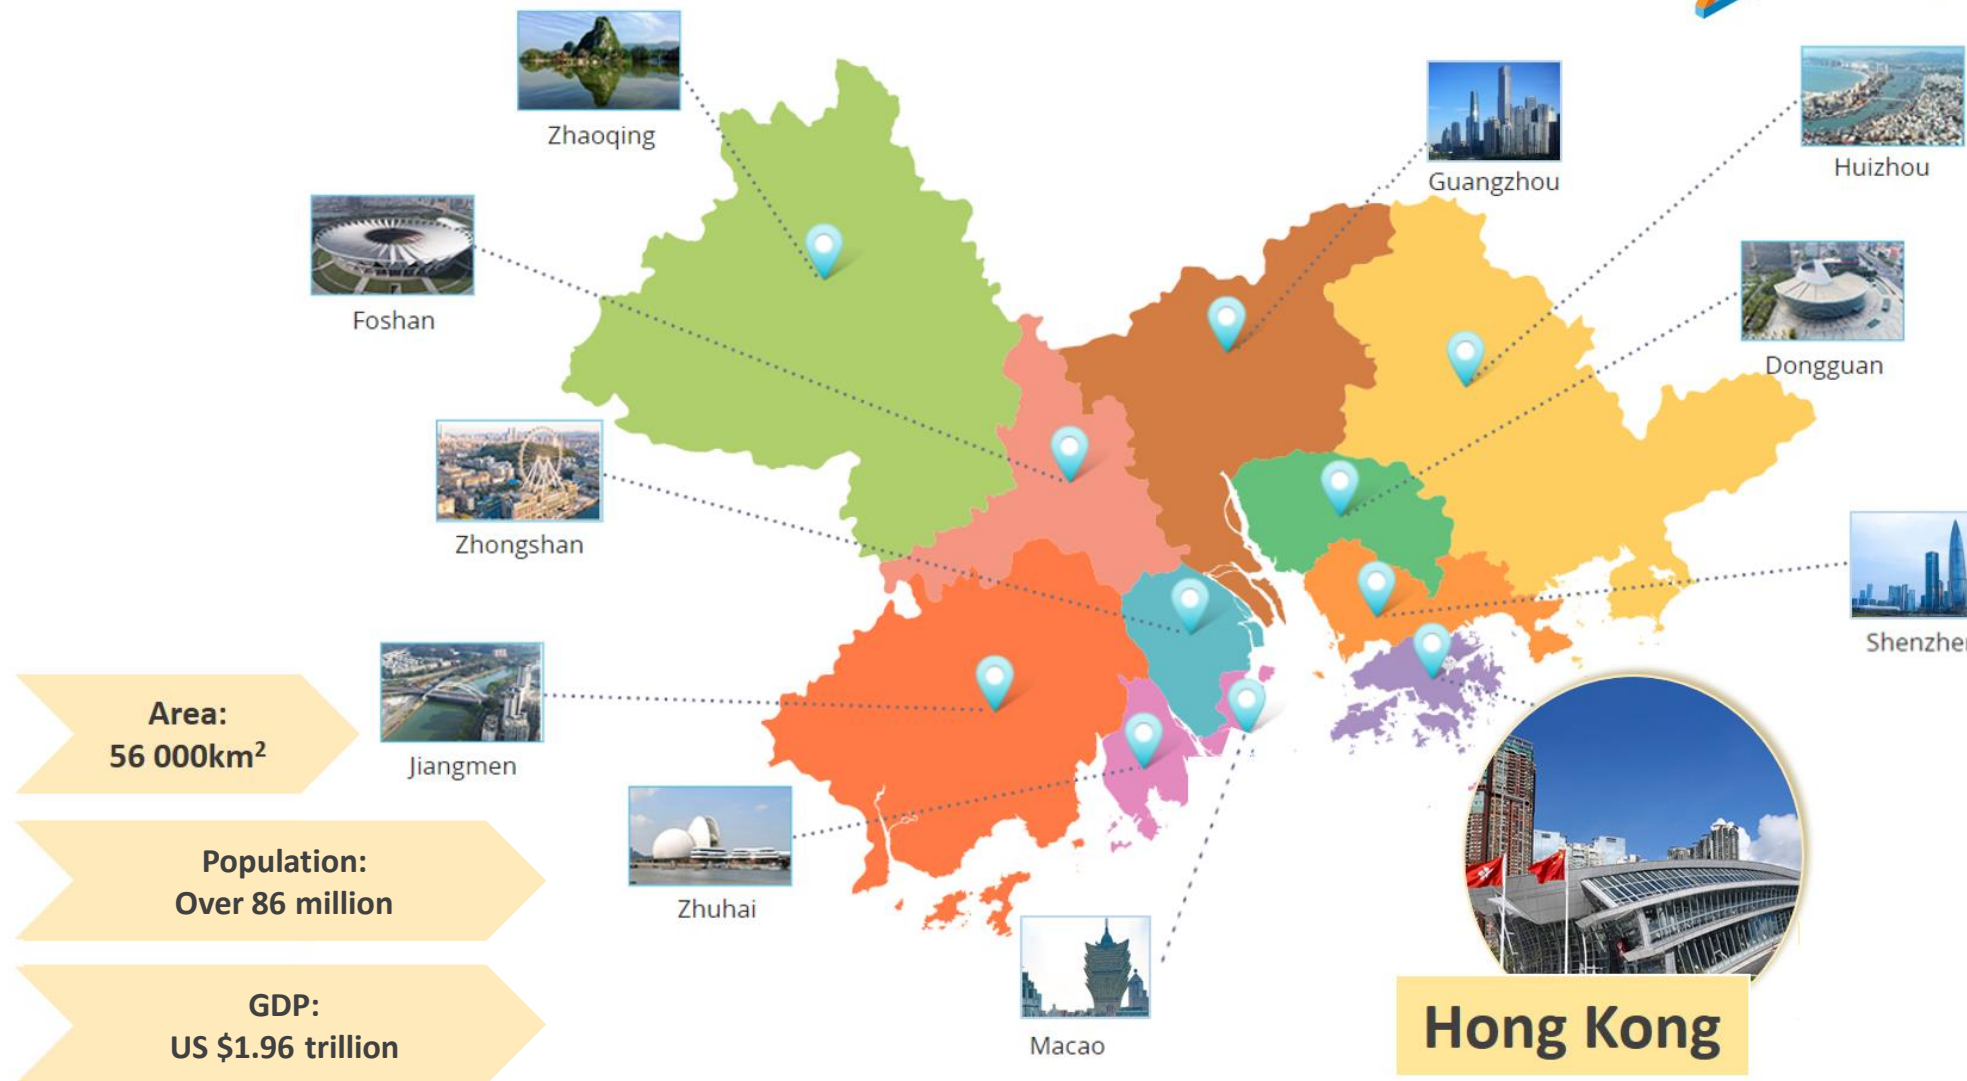 Zhaoqing
Guangzhou
Huizhou
Foshan
Dongguan
Zhongshan
Shenzhen
Area:
56 000km²
Jiangmen
Population:
Over 86 million
Zhuhai
GDP:
US $1.96 trillion
Macao
Hong Kong